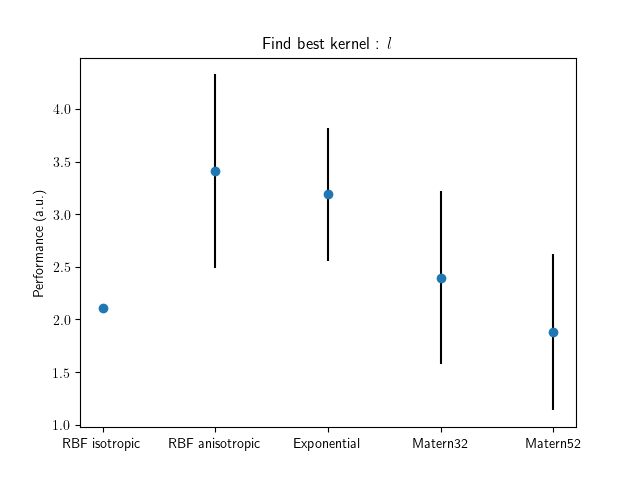 Find best kernel : l
Performance (a.u.)
4.0
3.5
3.0
2.5
2.0
1.5
1.0
RBF isotropic
RBF anisotropic
Exponential
Matern32
Matern52